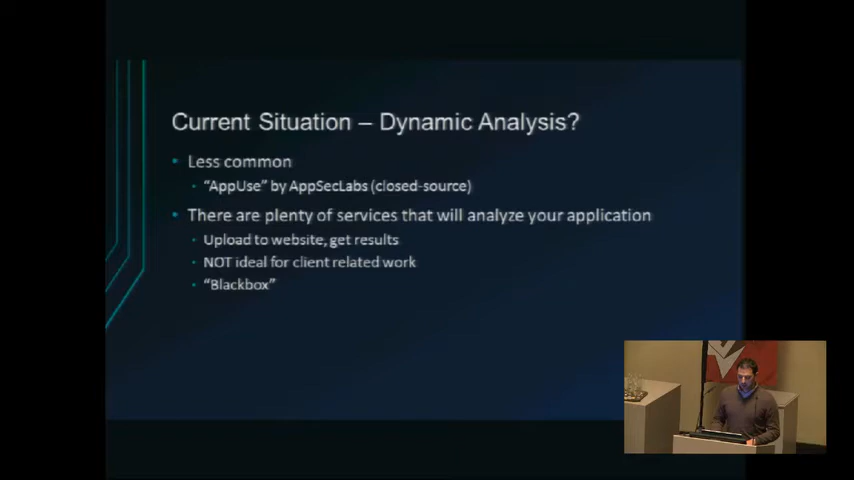 Current Situation – Dynamic Analysis?
• Less common
• "AppUse" by AppSecLabs (closed-source)
• There are plenty of services that will analyze your application
• Upload to website, get results
• NOT ideal for client related work
• "Blackbox"